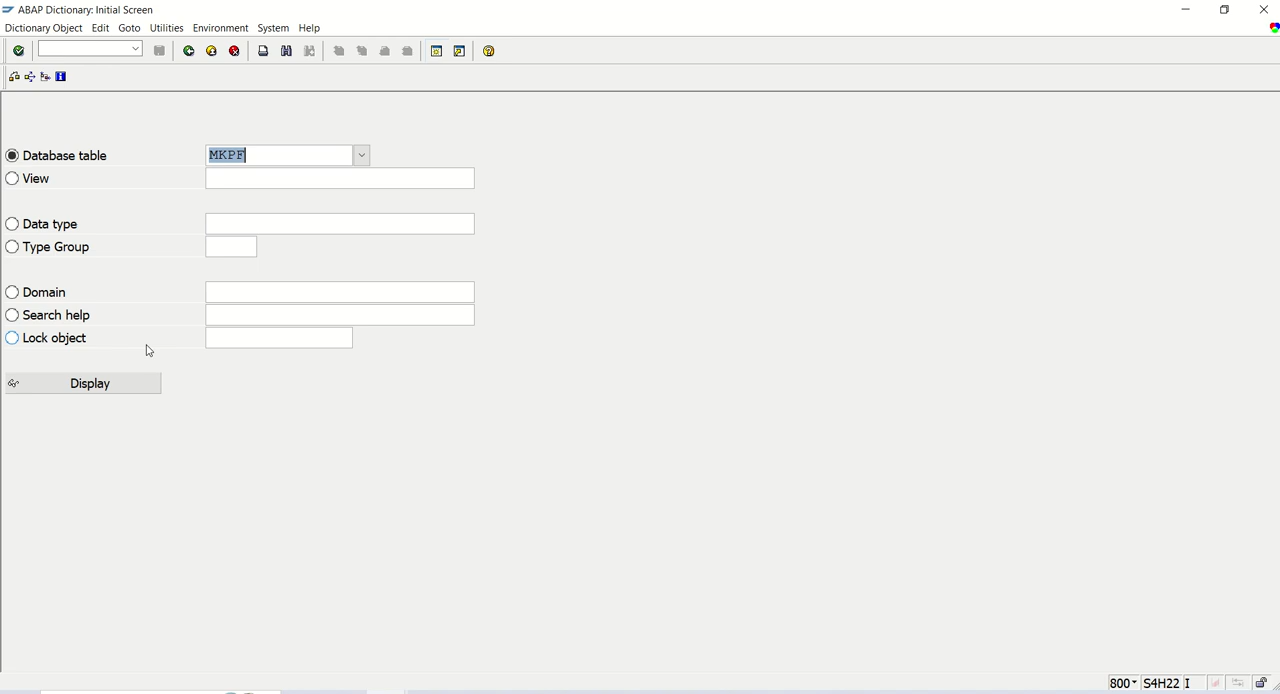 ABAP Dictionary: Initial Screen
Dictionary Object Edit Goto Utilities Environment System Help
Database table MKPF
View
Data type
Type Group
Domain
Search help
Lock object
Display
800 S4H22 I